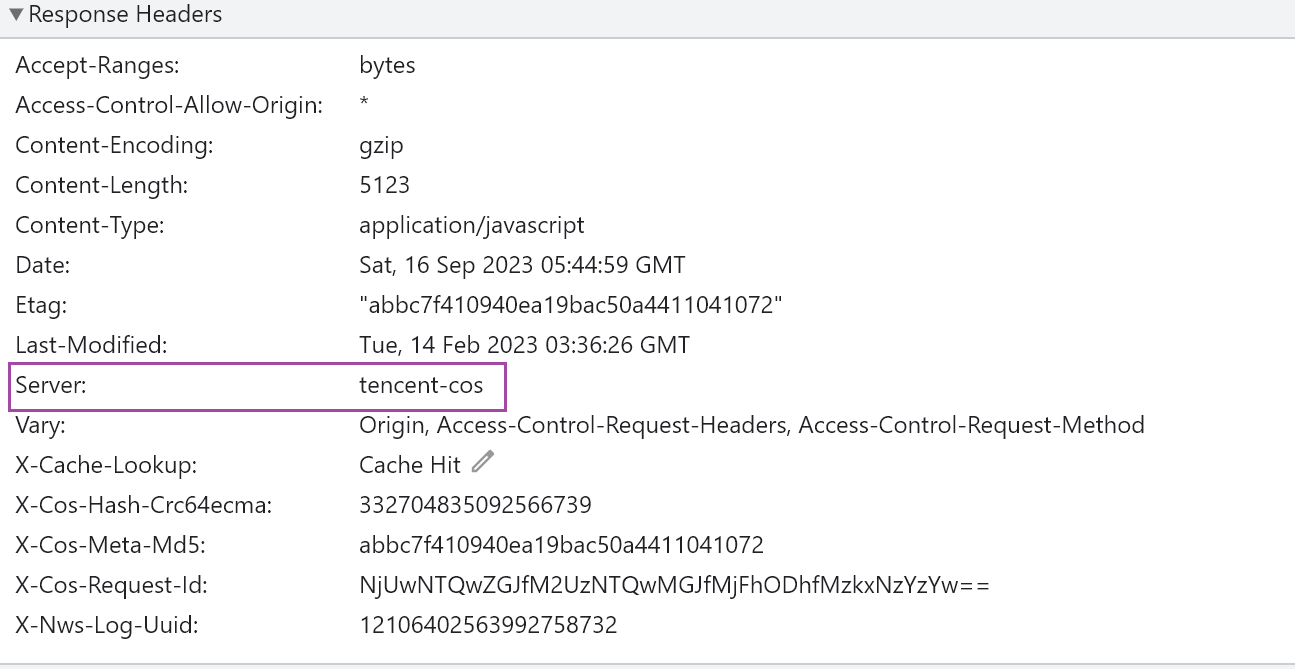 Response Headers
Accept-Ranges: bytes
Access-Control-Allow-Origin: *
Content-Encoding: gzip
Content-Length: 5123
Content-Type: application/javascript
Date: Sat, 16 Sep 2023 05:44:59 GMT
Etag: "abbc7f410940ea19bac50a4411041072"
Last-Modified: Tue, 14 Feb 2023 03:36:26 GMT
Server: tencent-cos
Vary: Origin, Access-Control-Request-Headers, Access-Control-Request-Method
X-Cache-Lookup: Cache Hit
X-Cos-Hash-Crc64ecma: 332704835092566739
X-Cos-Meta-Md5: abbc7f410940ea19bac50a4411041072
X-Cos-Request-Id: NjUwNTQwZGJfM2UzNTQwMGJfMjFhODhfMzkxNzYzYw==
X-Nws-Log-Uuid: 12106402563992758732